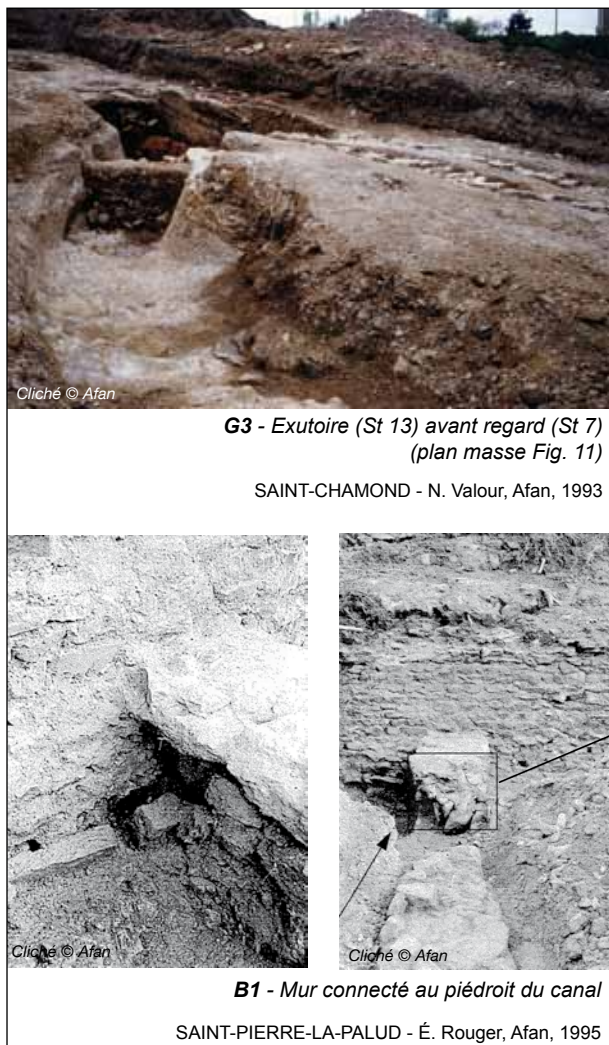 Cliché © Afan
G3 - Exutoire (St 13) avant regard (St 7)
(plan masse Fig. 11)
SAINT-CHAMOND - N. Valour, Afan, 1993
Cliché © Afan
Cliché © Afan
B1 - Mur connecté au piédroit du canal
SAINT-PIERRE-LA-PALUD - É. Rouger, Afan, 1995